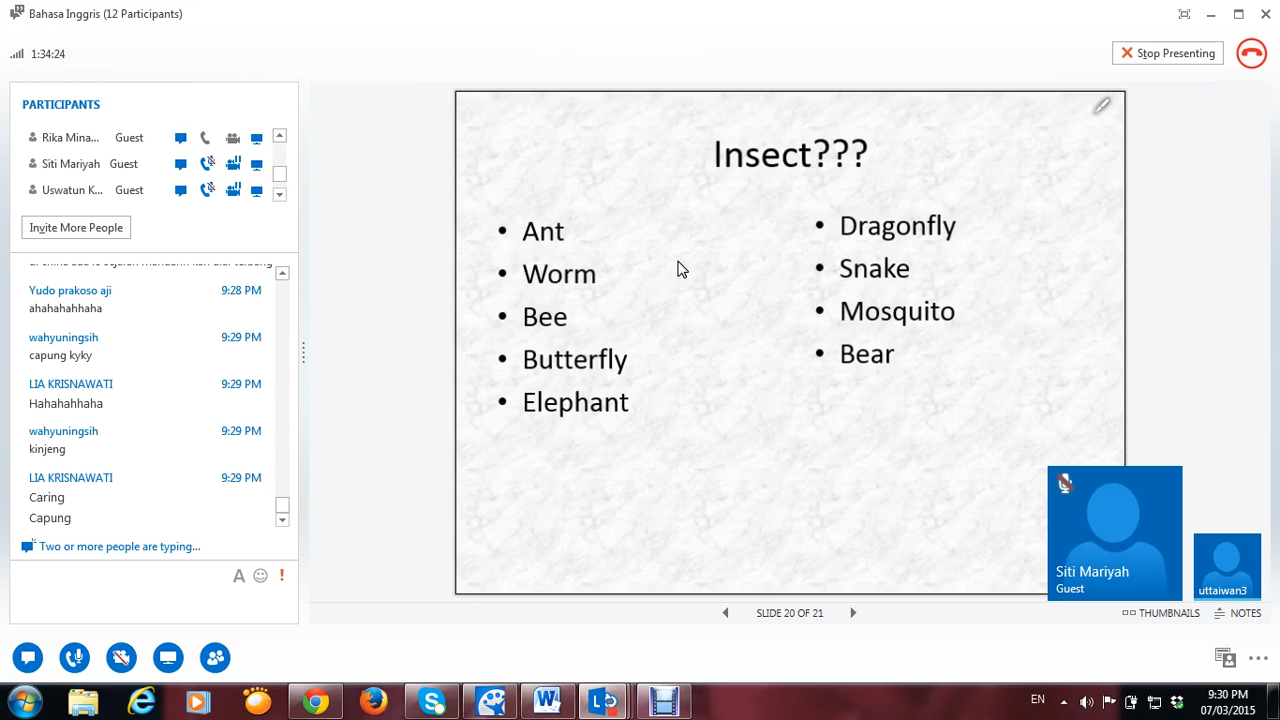 Bahasa Inggris (12 Participants)
1:34:24
Stop Presenting
PARTICIPANTS
Rika Mina... Guest
Siti Mariyah Guest
Uswatun K... Guest
Invite More People
Yudo prakoso aji 9:28 PM
ahahahahhaha
wahyuningsih 9:29 PM
capung kyky
LIA KRISNAWATI 9:29 PM
Hahahahhaha
wahyuningsih 9:29 PM
kinjeng
LIA KRISNAWATI 9:29 PM
Caring
Capung
Two or more people are typing...
A !
Insect???
• Ant
• Worm
• Bee
• Butterfly
• Elephant
• Dragonfly
• Snake
• Mosquito
• Bear
Siti Mariyah
Guest
uttaiwan3
SLIDE 20 OF 21
THUMBNAILS
NOTES
EN
9:30 PM
07/03/2015